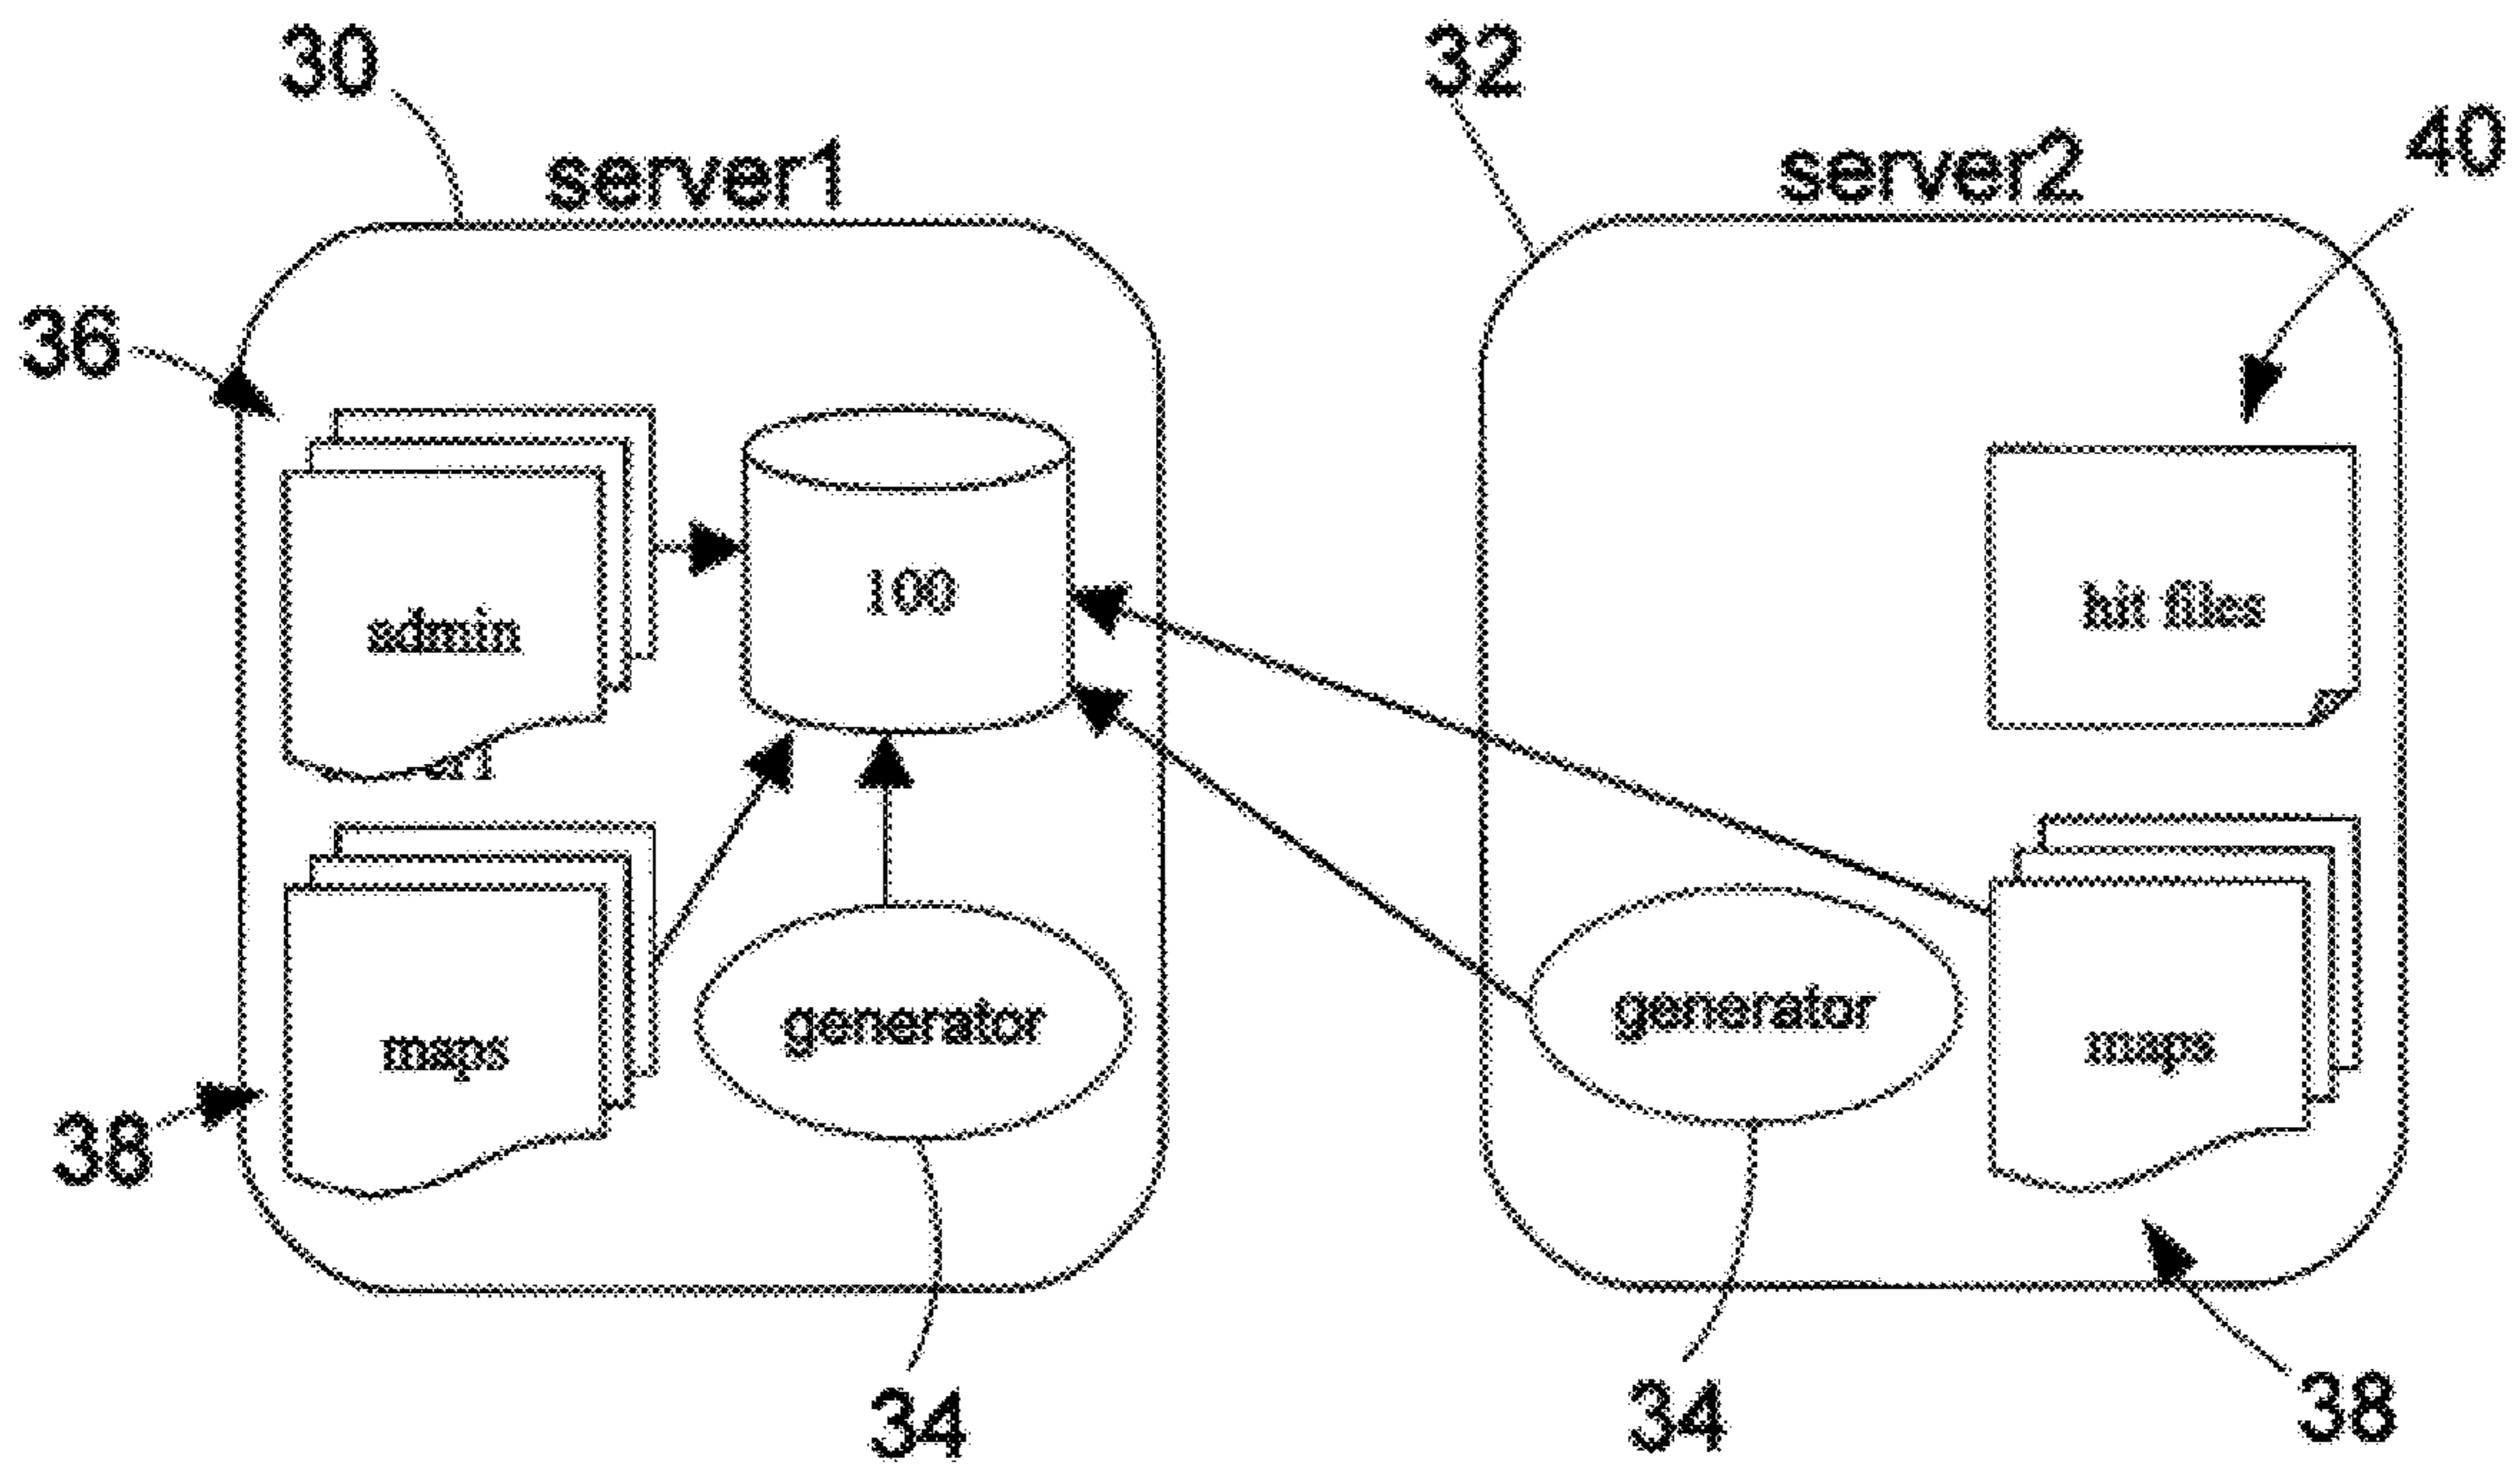 30
32
server1
server2
40
36
100
admin
hit files
maps
generator
generator
maps
38
34
34
38